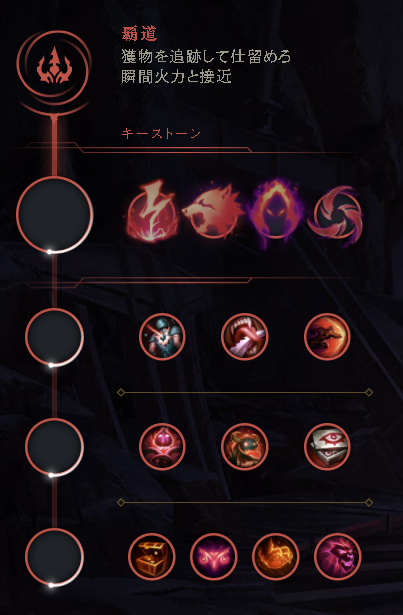 覇道
獲物を追跡して仕留めろ
瞬間火力と接近
キーストーン